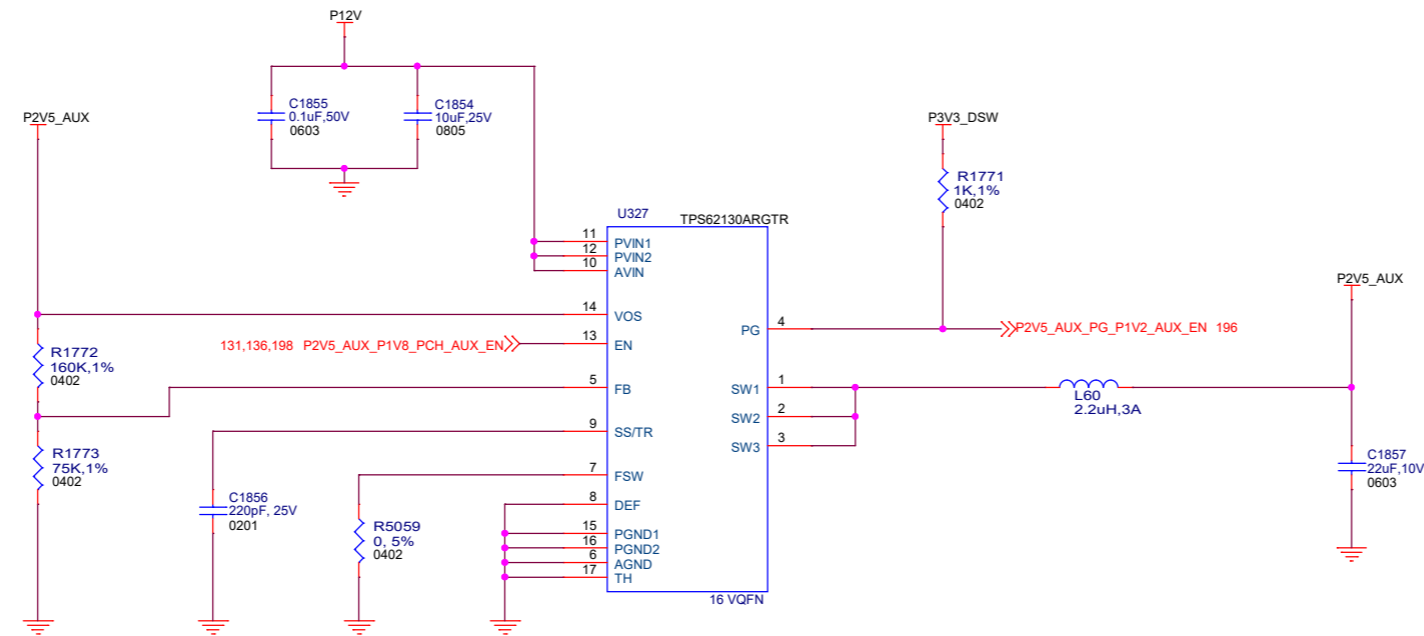 P12V
C1855
0.1uF,50V
0603
C1854
10uF,25V
0805
P2V5_AUX
P3V3_DSW
R1771
1K,1%
0402
U327
TPS62130ARGTR
11 PVIN1
12 PVIN2
10 AVIN
14 VOS
131,136,198 P2V5_AUX_P1V8_PCH_AUX_EN
13 EN
5 FB
9 SS/TR
7 FSW
8 DEF
15 PGND1
16 PGND2
6 AGND
17 TH
PG 4
P2V5_AUX_PG_P1V2_AUX_EN 196
SW1 1
SW2 2
SW3 3
16 VQFN
P2V5_AUX
L60
2.2uH,3A
C1857
22uF,10V
0603
R1772
160K,1%
0402
R1773
75K,1%
0402
C1856
220pF, 25V
0201
R5059
0, 5%
0402